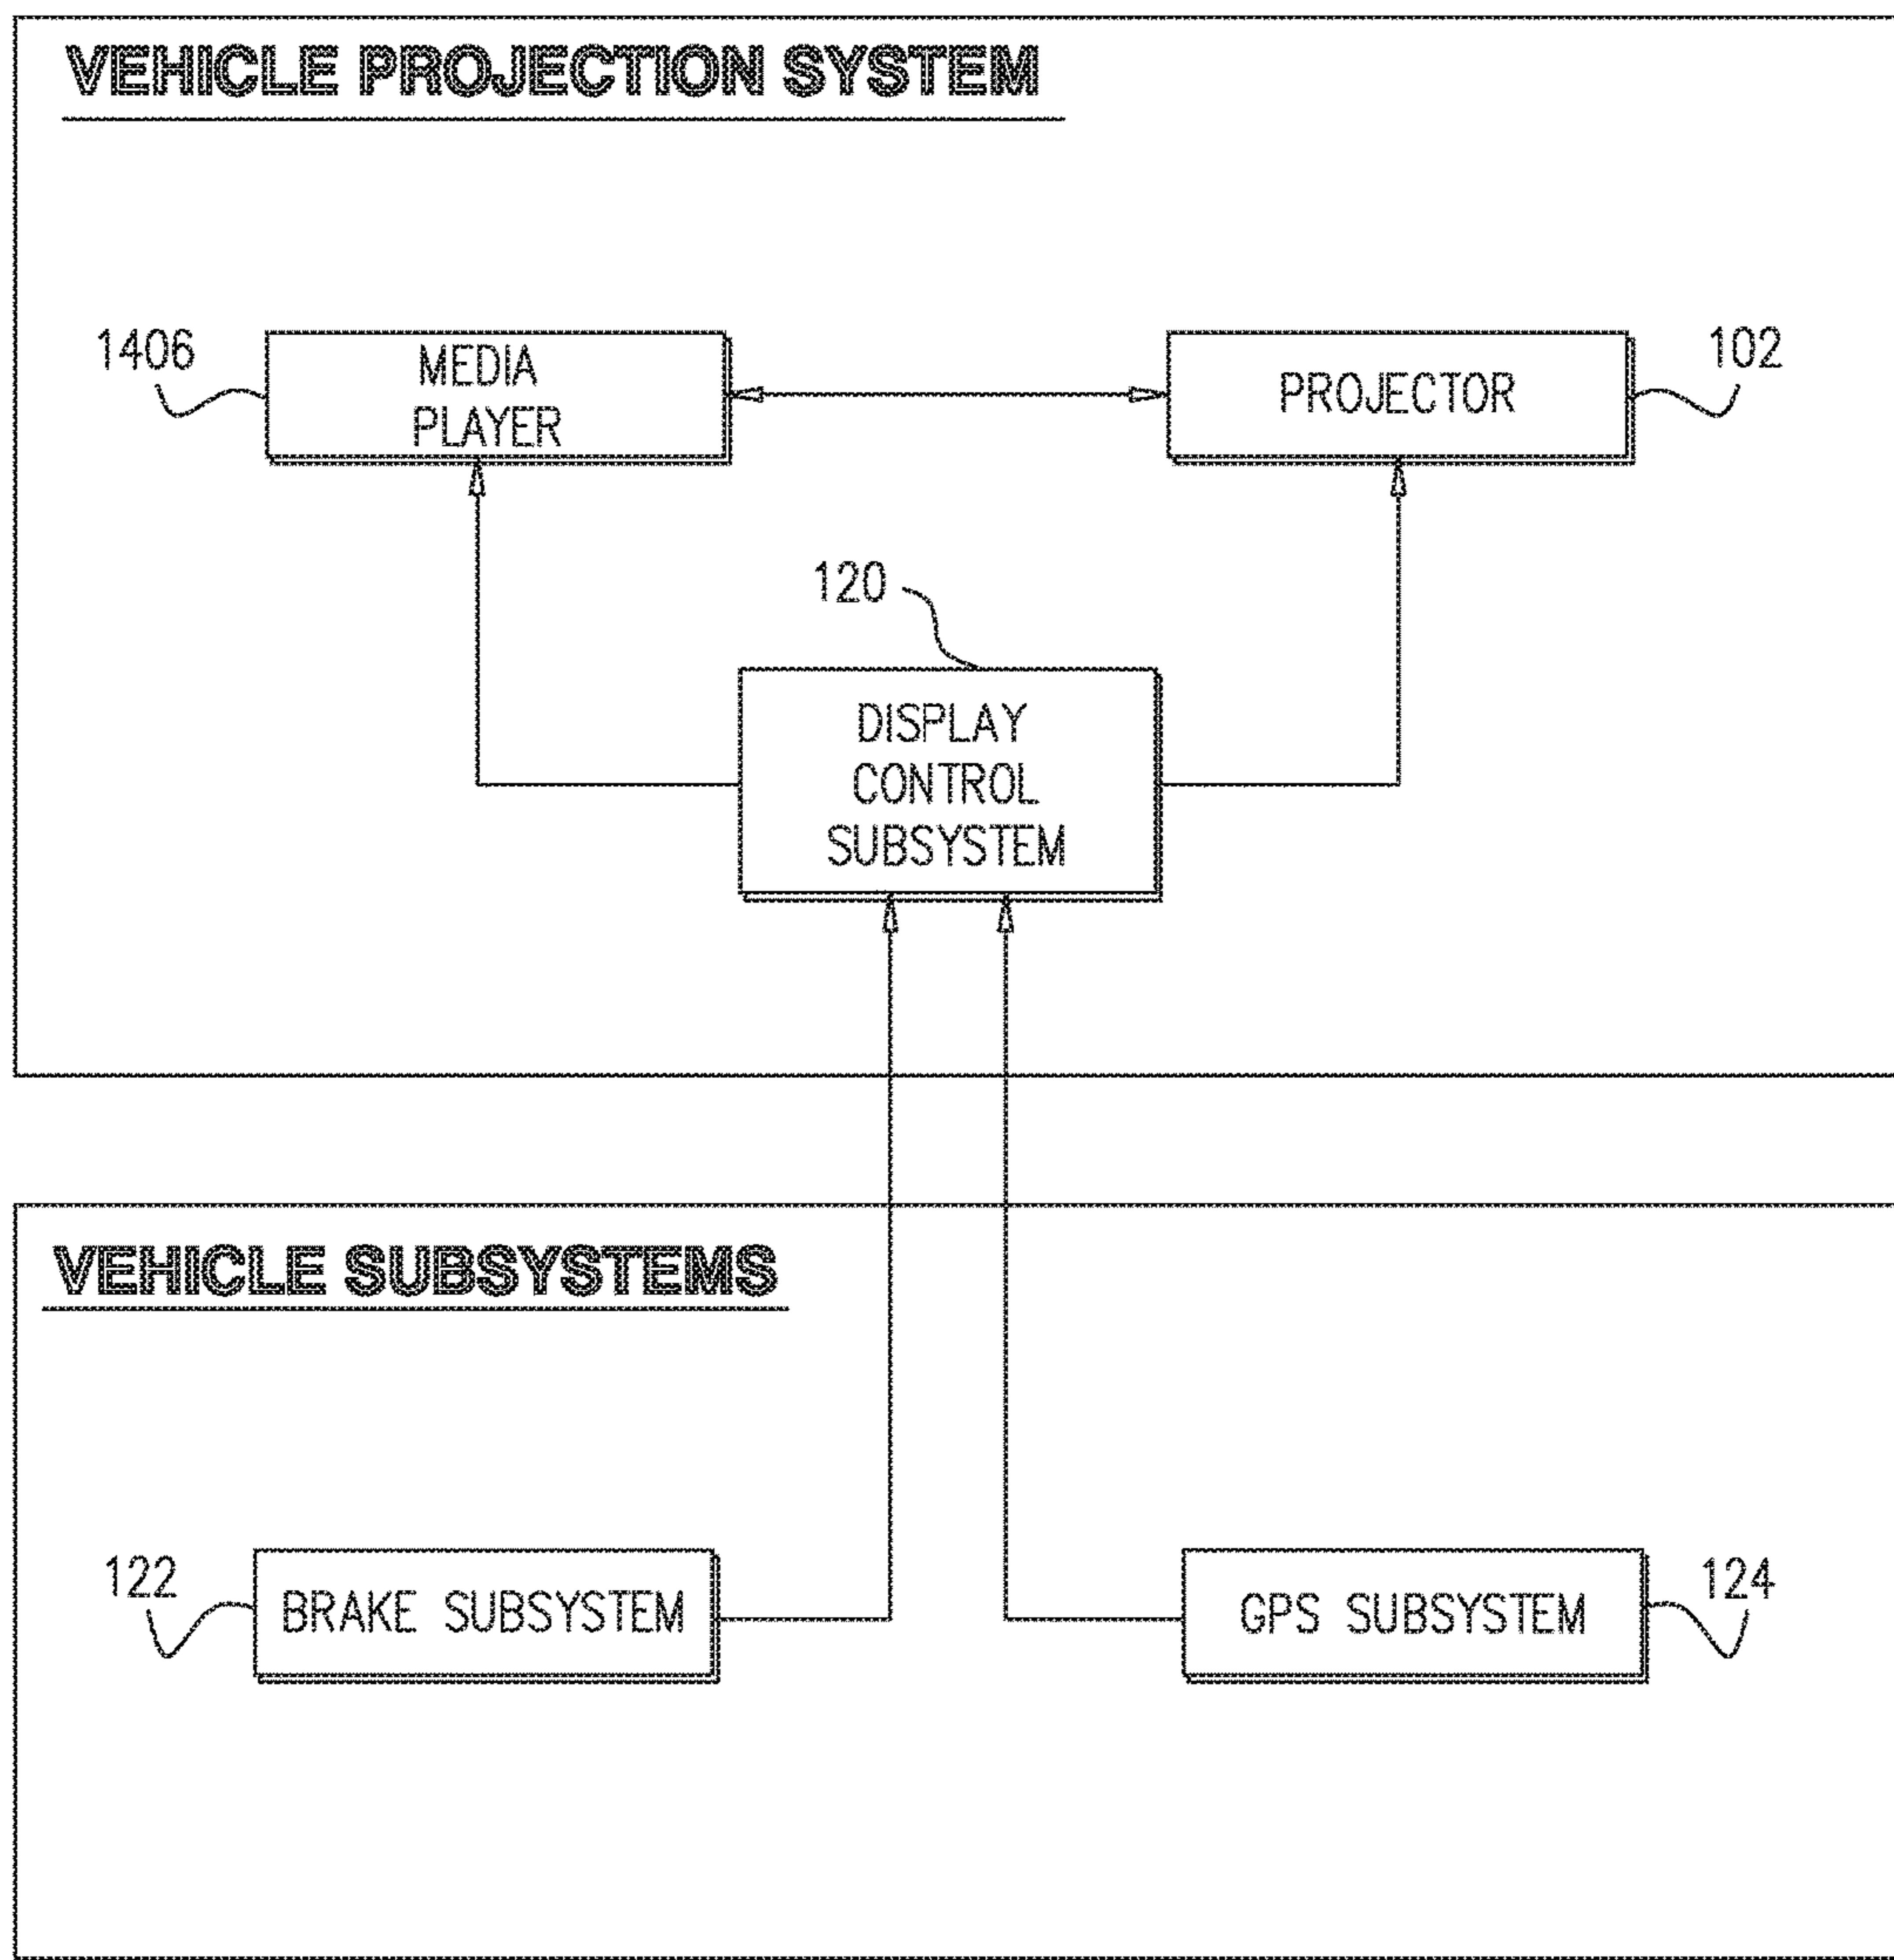 VEHICLE PROJECTION SYSTEM
1406
MEDIA
PLAYER
PROJECTOR
102
120
DISPLAY
CONTROL
SUBSYSTEM
VEHICLE SUBSYSTEMS
122
BRAKE SUBSYSTEM
GPS SUBSYSTEM
124